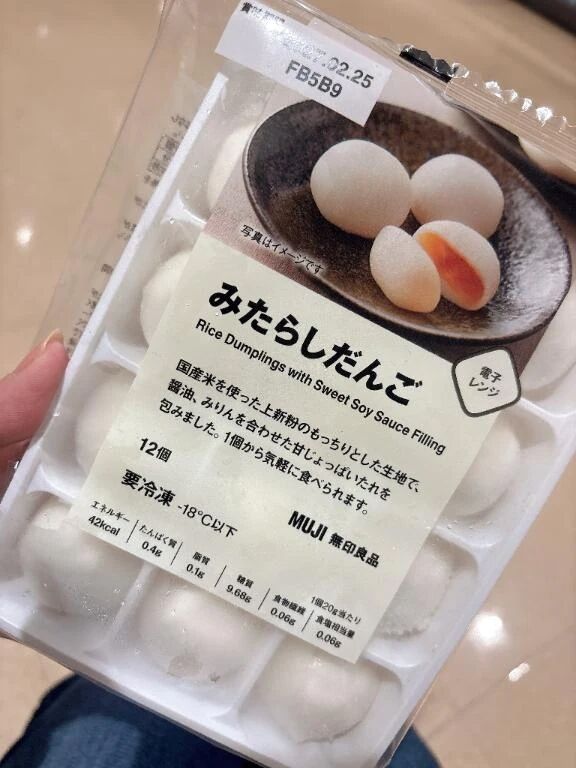 .02.25
FB5B9
写真はイメージです
みたらしだんご
Rice Dumplings with Sweet Soy Sauce Filling
電子
レンジ
国産米を使った上新粉のもっちりとした生地で、
醤油、みりんを合わせた甘じょっぱいたれを
包みました。1個から気軽に食べられます。
12個
要冷凍 -18℃以下
MUJI 無印良品
1個20g当たり
エネルギー
42kcal
たんぱく質
0.4g
脂質
0.1g
糖質
9.68g
食物繊維
0.06g
食塩相当量
0.06g